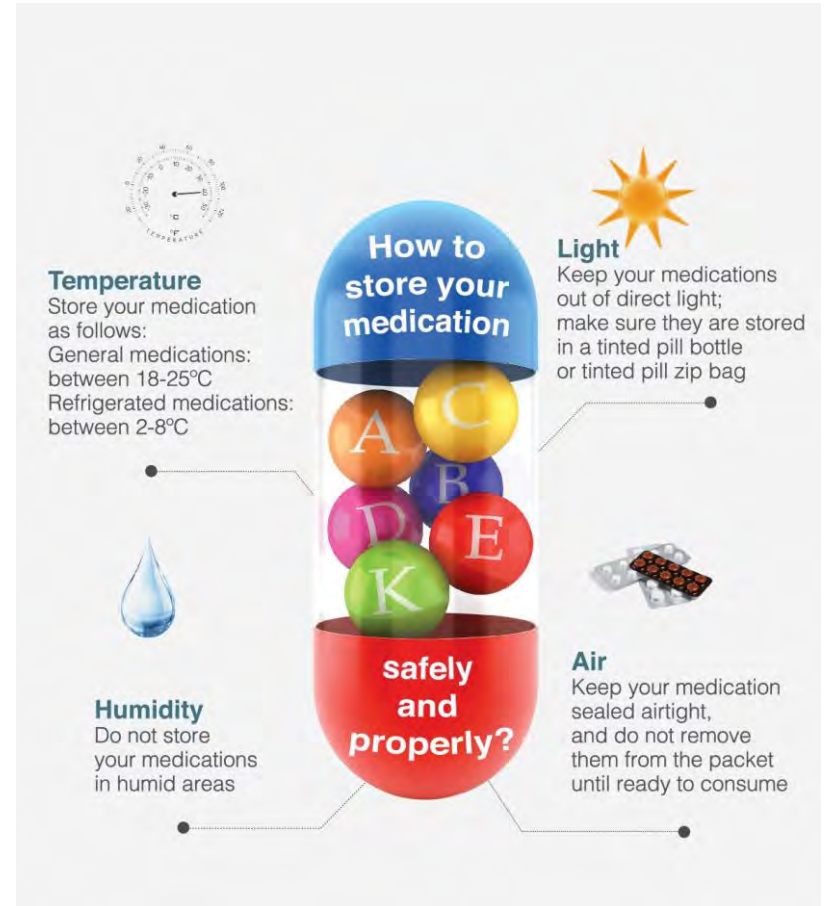 How to
store your
medication
A
C
B
D
E
K
safely
and
properly?
°C
°F
TEMPERATURE
Temperature
Store your medication
as follows:
General medications:
between 18-25ºC
Refrigerated medications:
between 2-8ºC
Light
Keep your medications
out of direct light;
make sure they are stored
in a tinted pill bottle
or tinted pill zip bag
Humidity
Do not store
your medications
in humid areas
Air
Keep your medication
sealed airtight,
and do not remove
them from the packet
until ready to consume